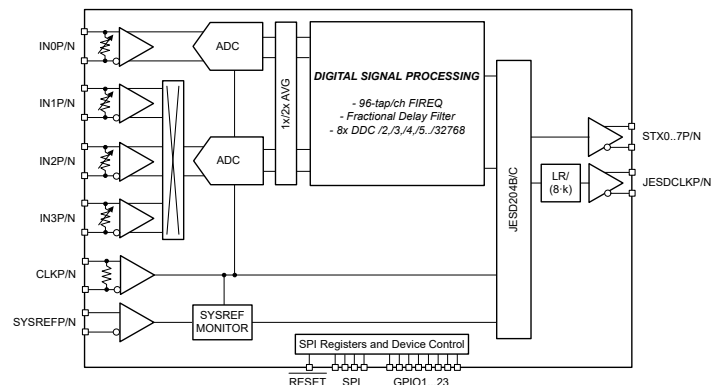 IN0P/N
IN1P/N
IN2P/N
IN3P/N
CLKP/N
SYSREFP/N
ADC
ADC
1x/2x AVG
DIGITAL SIGNAL PROCESSING
- 96-tap/ch FIREQ
- Fractional Delay Filter
- 8x DDC /2,/3,/4,/5../32768
JESD204B/C
LR/
(8·k)
STX0..7P/N
JESDCLKP/N
SYSREF
MONITOR
SPI Registers and Device Control
RESET
SPI
GPIO1..23